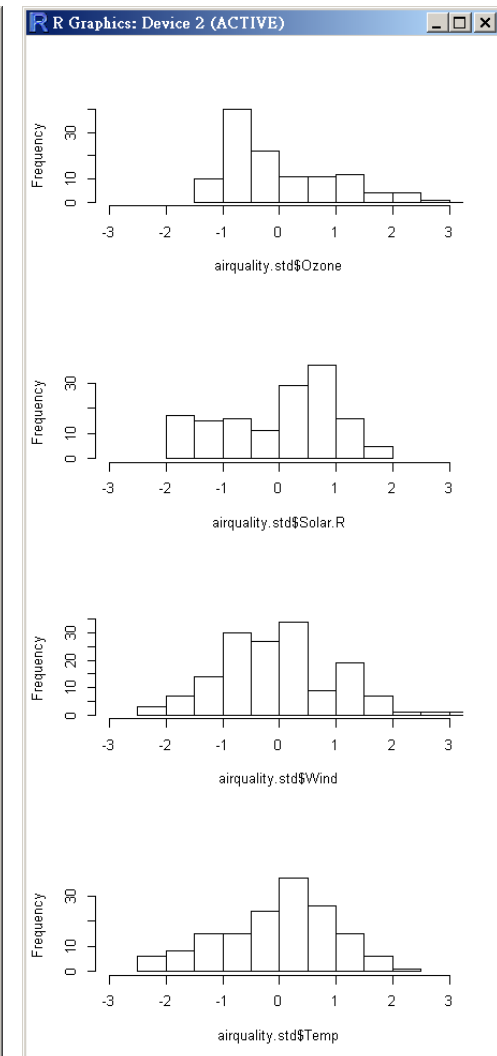 R R Graphics: Device 2 (ACTIVE)
Frequency
0 10 30
-3 -2 -1 0 1 2 3
airquality.std$Ozone
Frequency
0 10 30
-3 -2 -1 0 1 2 3
airquality.std$Solar.R
Frequency
0 10 20 30
-3 -2 -1 0 1 2 3
airquality.std$Wind
Frequency
0 10 30
-3 -2 -1 0 1 2 3
airquality.std$Temp